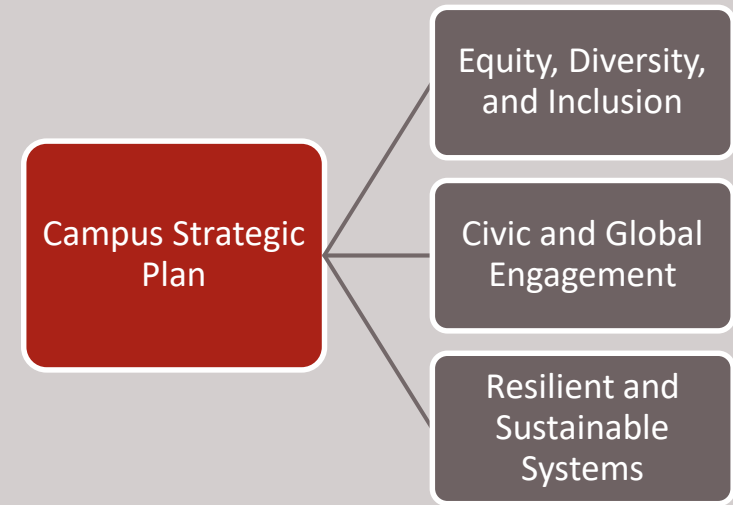 Campus Strategic
Plan
Equity, Diversity,
and Inclusion
Civic and Global
Engagement
Resilient and
Sustainable
Systems